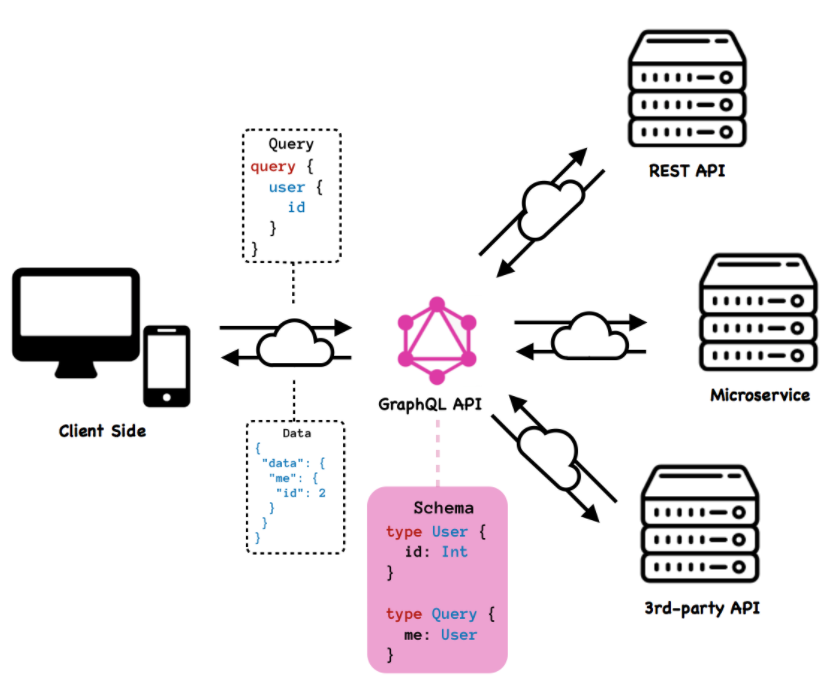 Query
query {
  user {
    id
  }
}
Client Side
Data
{
 "data": {
  "me": {
   "id": 2
  }
 }
}
GraphQL API
Schema
type User {
  id: Int
}
type Query {
  me: User
}
REST API
Microservice
3rd-party API